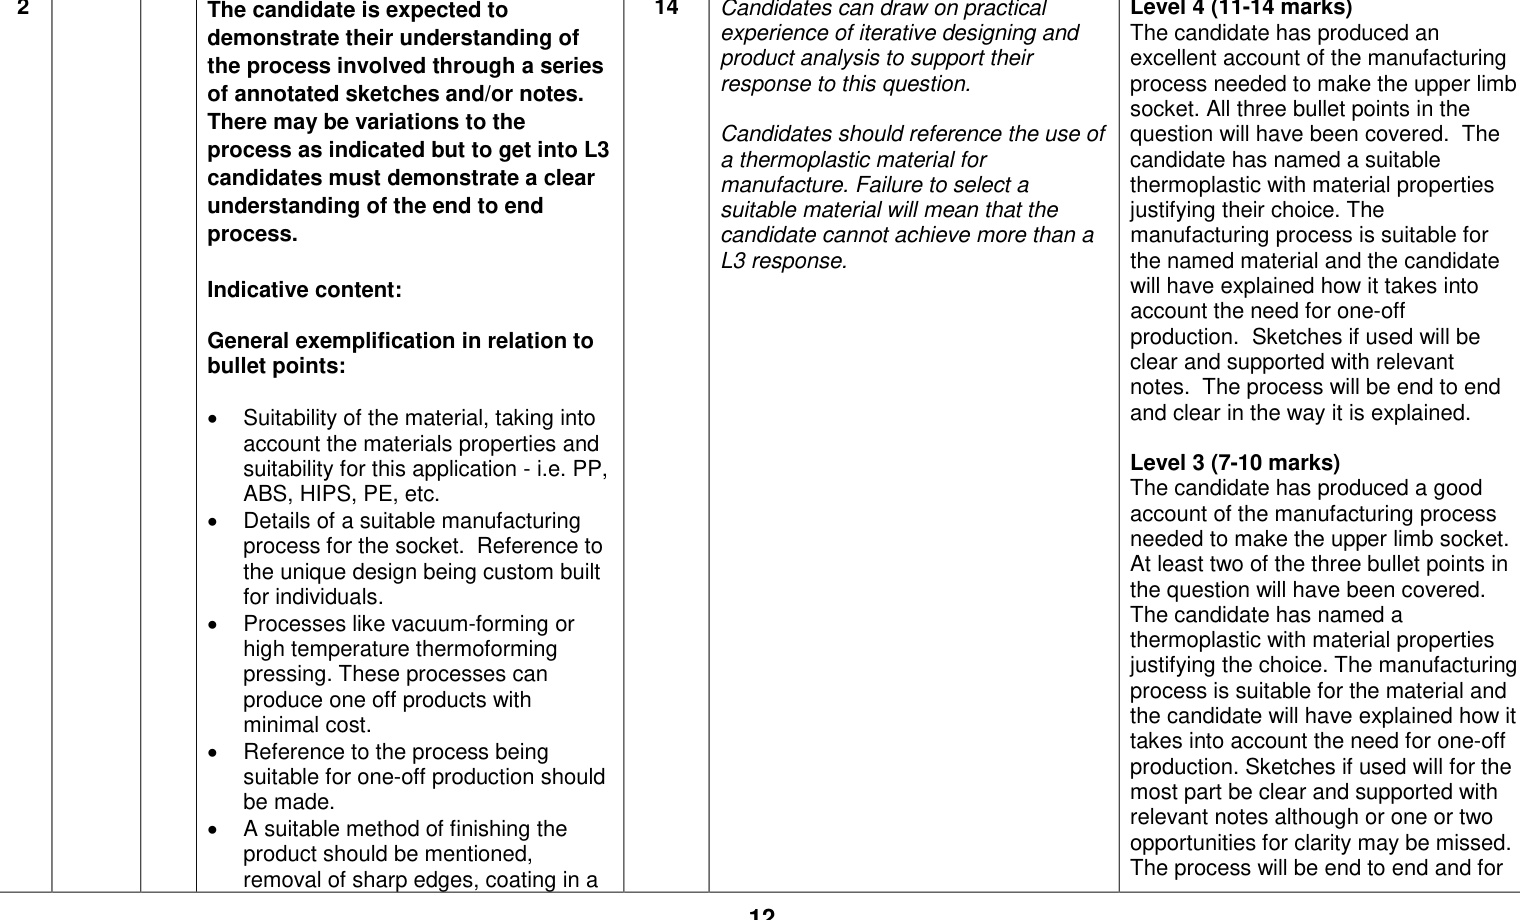 2
The candidate is expected to
demonstrate their understanding of
the process involved through a series
of annotated sketches and/or notes.
There may be variations to the
process as indicated but to get into L3
candidates must demonstrate a clear
understanding of the end to end
process.
Indicative content:
General exemplification in relation to
bullet points:
• Suitability of the material, taking into
account the materials properties and
suitability for this application - i.e. PP,
ABS, HIPS, PE, etc.
• Details of a suitable manufacturing
process for the socket.  Reference to
the unique design being custom built
for individuals.
• Processes like vacuum-forming or
high temperature thermoforming
pressing. These processes can
produce one off products with
minimal cost.
• Reference to the process being
suitable for one-off production should
be made.
• A suitable method of finishing the
product should be mentioned,
removal of sharp edges, coating in a
14
Candidates can draw on practical
experience of iterative designing and
product analysis to support their
response to this question.
Candidates should reference the use of
a thermoplastic material for
manufacture. Failure to select a
suitable material will mean that the
candidate cannot achieve more than a
L3 response.
Level 4 (11-14 marks)
The candidate has produced an
excellent account of the manufacturing
process needed to make the upper limb
socket. All three bullet points in the
question will have been covered.  The
candidate has named a suitable
thermoplastic with material properties
justifying their choice. The
manufacturing process is suitable for
the named material and the candidate
will have explained how it takes into
account the need for one-off
production.  Sketches if used will be
clear and supported with relevant
notes.  The process will be end to end
and clear in the way it is explained.
Level 3 (7-10 marks)
The candidate has produced a good
account of the manufacturing process
needed to make the upper limb socket.
At least two of the three bullet points in
the question will have been covered.
The candidate has named a
thermoplastic with material properties
justifying the choice. The manufacturing
process is suitable for the material and
the candidate will have explained how it
takes into account the need for one-off
production. Sketches if used will for the
most part be clear and supported with
relevant notes although or one or two
opportunities for clarity may be missed.
The process will be end to end and for
12